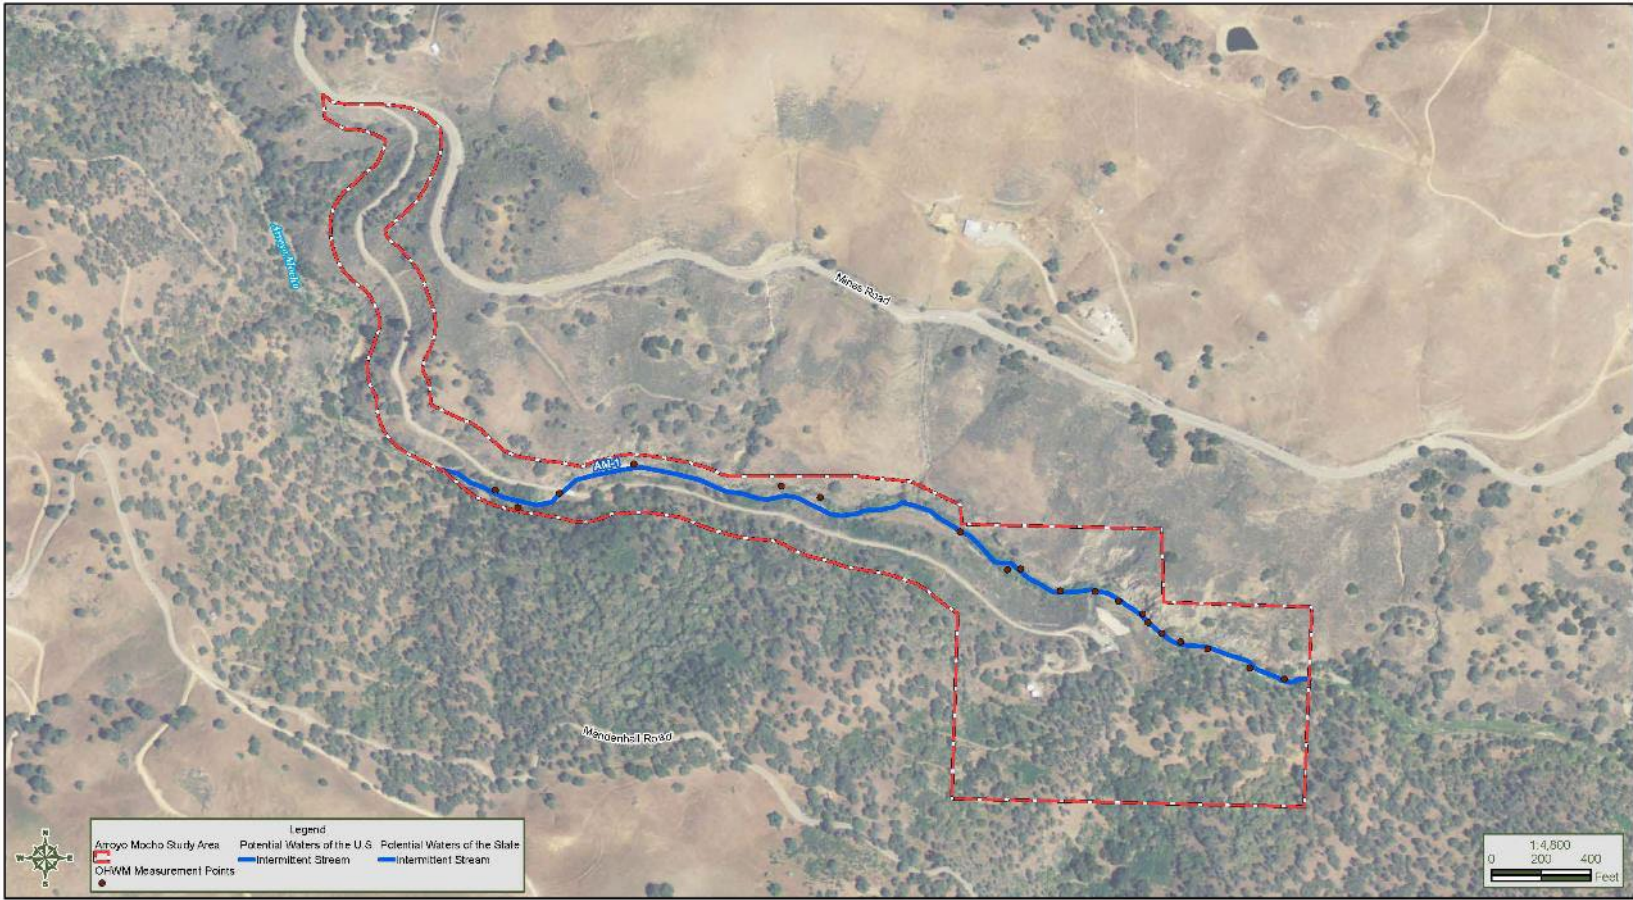 Arroyo Mocho
Mines Road
AM-1
Mendenhall Road
Legend
Arroyo Mocho Study Area
Potential Waters of the U.S.
Potential Waters of the State
Intermittent Stream
Intermittent Stream
OHWM Measurement Points
N
W
E
S
1:4,800
0 200 400
Feet